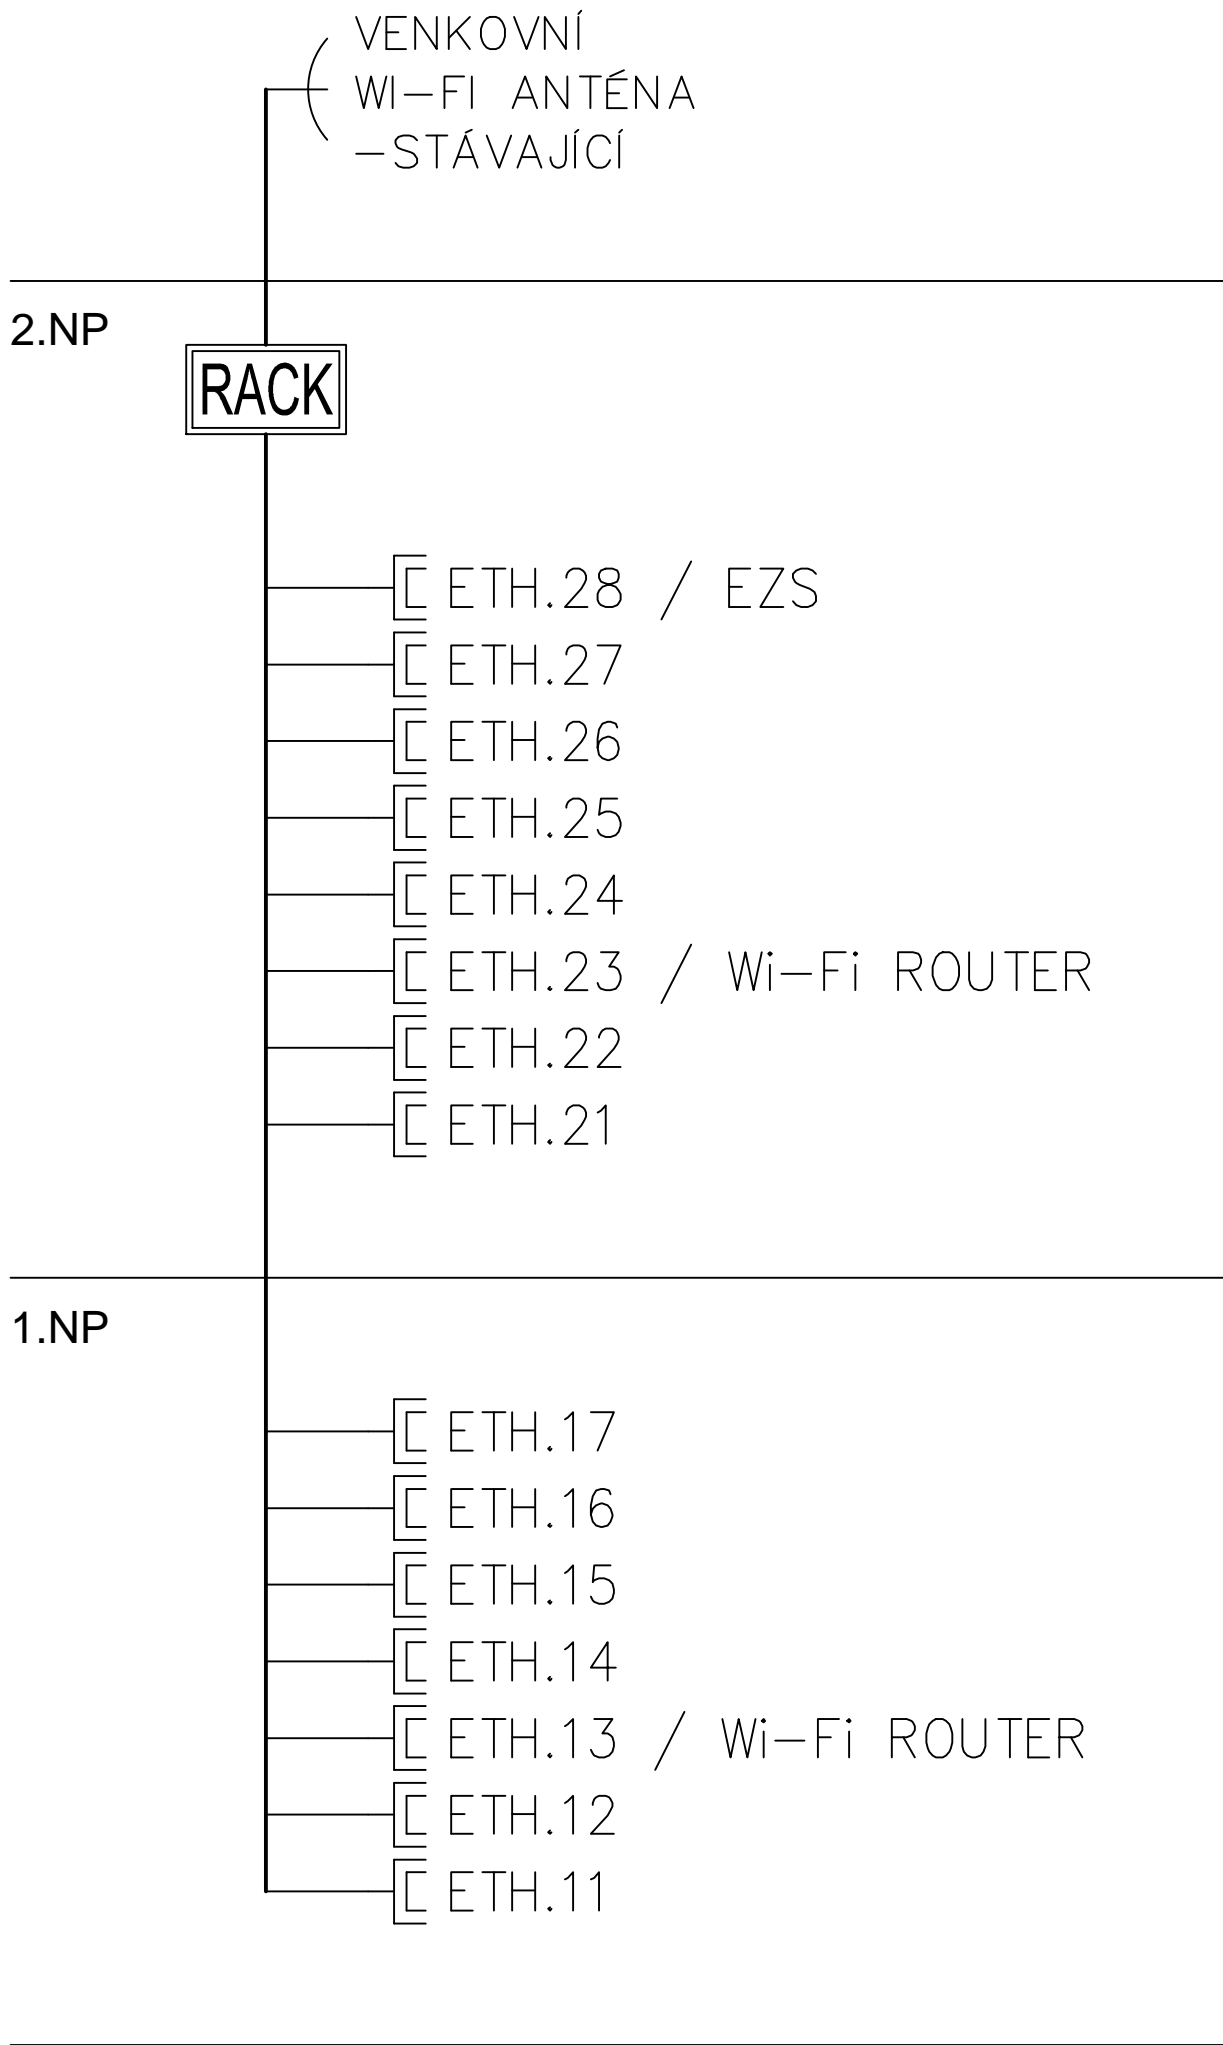 VENKOVNÍ
WI-FI ANTÉNA
-STÁVAJÍCÍ
2.NP
RACK
ETH.28 / EZS
ETH.27
ETH.26
ETH.25
ETH.24
ETH.23 / Wi-Fi ROUTER
ETH.22
ETH.21
1.NP
ETH.17
ETH.16
ETH.15
ETH.14
ETH.13 / Wi-Fi ROUTER
ETH.12
ETH.11